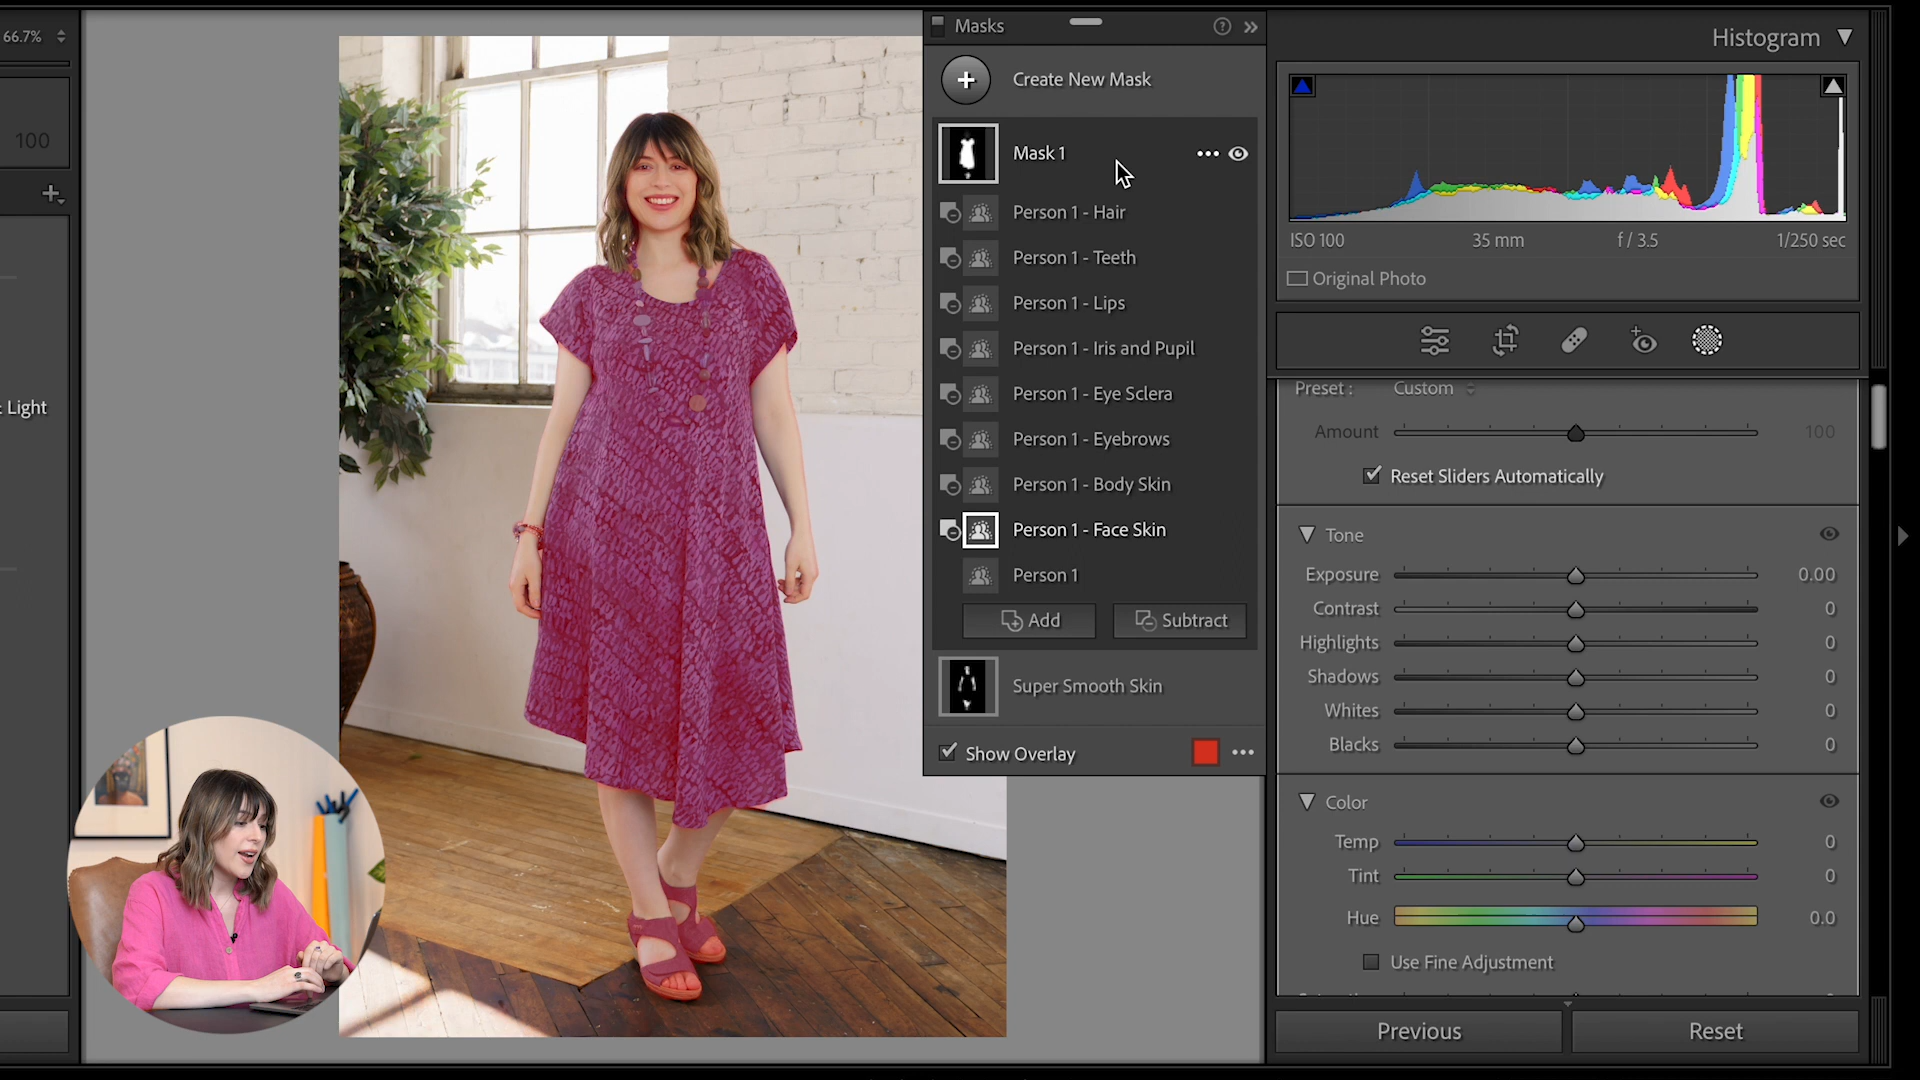 66.7%
100
: Light
Masks
Create New Mask
Mask 1
Person 1 - Hair
Person 1 - Teeth
Person 1 - Lips
Person 1 - Iris and Pupil
Person 1 - Eye Sclera
Person 1 - Eyebrows
Person 1 - Body Skin
Person 1 - Face Skin
Person 1
Add Subtract
Super Smooth Skin
Show Overlay
Histogram
ISO 100 35 mm f / 3.5 1/250 sec
Original Photo
Preset : Custom
Amount 100
Reset Sliders Automatically
Tone
Exposure 0.00
Contrast 0
Highlights 0
Shadows 0
Whites 0
Blacks 0
Color
Temp 0
Tint 0
Hue 0.0
Use Fine Adjustment
Previous Reset